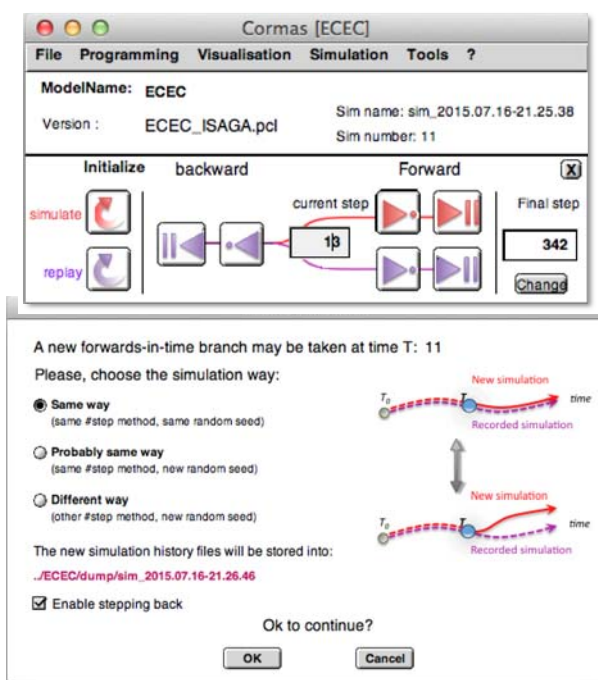 Cormas [ECEC]
File Programming Visualisation Simulation Tools ?
ModelName: ECEC
Version : ECEC_ISAGA.pcl
Sim name: sim_2015.07.16-21.25.38
Sim number: 11
Initialize backward Forward X
simulate current step Final step
13 342
replay Change
A new forwards-in-time branch may be taken at time T: 11
Please, choose the simulation way:
Same way
(same #step method, same random seed)
Probably same way
(same #step method, new random seed)
Different way
(other #step method, new random seed)
New simulation
T₀ T time
Recorded simulation
New simulation
T₀ T time
Recorded simulation
The new simulation history files will be stored into:
../ECEC/dump/sim_2015.07.16-21.26.46
Enable stepping back
Ok to continue?
OK Cancel